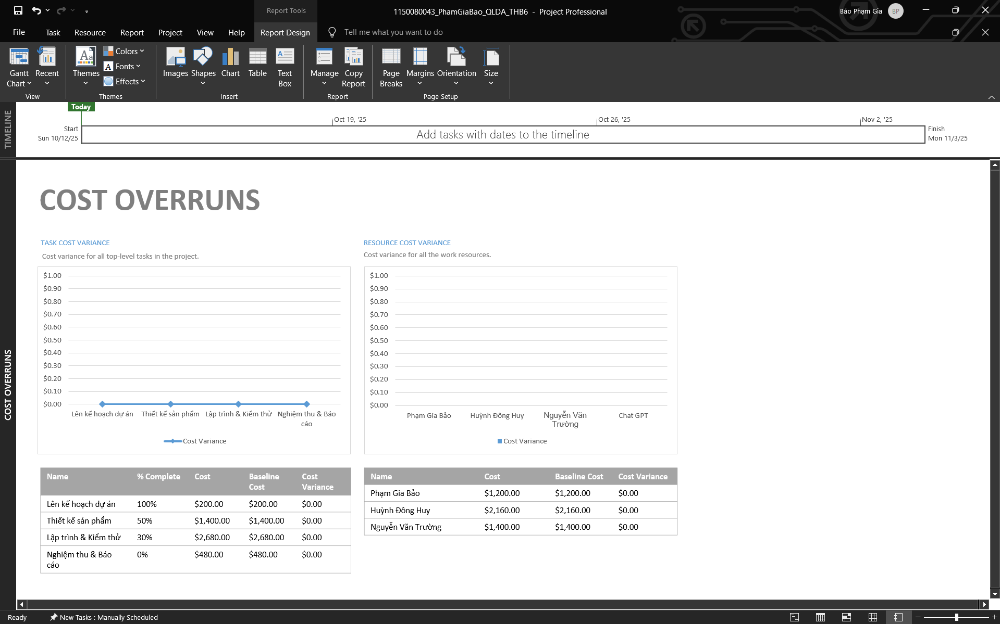 Report Tools
1150080043_PhamGiaBao_QLDA_THB6 - Project Professional
Bảo Phạm Gia
BP
File
Task
Resource
Report
Project
View
Help
Report Design
Tell me what you want to do
Gantt Chart
Recent
Themes
Colors
Fonts
Effects
Images
Shapes
Chart
Table
Text Box
Manage
Copy Report
Page Breaks
Margins
Orientation
Size
View
Themes
Insert
Report
Page Setup
TIMELINE
Today
Oct 19, '25
Oct 26, '25
Nov 2, '25
Start
Sun 10/12/25
Add tasks with dates to the timeline
Finish
Mon 11/3/25
COST OVERRUNS
COST OVERRUNS
TASK COST VARIANCE
Cost variance for all top-level tasks in the project.
$1.00
$0.90
$0.80
$0.70
$0.60
$0.50
$0.40
$0.30
$0.20
$0.10
$0.00
Lên kế hoạch dự án
Thiết kế sản phẩm
Lập trình & Kiểm thử
Nghiệm thu & Báo cáo
Cost Variance
RESOURCE COST VARIANCE
Cost variance for all the work resources.
$1.00
$0.90
$0.80
$0.70
$0.60
$0.50
$0.40
$0.30
$0.20
$0.10
$0.00
Phạm Gia Bảo
Huỳnh Đông Huy
Nguyễn Văn Trường
Chat GPT
Cost Variance
Name % Complete Cost Baseline Cost Cost Variance
Lên kế hoạch dự án 100% $200.00 $200.00 $0.00
Thiết kế sản phẩm 50% $1,400.00 $1,400.00 $0.00
Lập trình & Kiểm thử 30% $2,680.00 $2,680.00 $0.00
Nghiệm thu & Báo cáo 0% $480.00 $480.00 $0.00
Name Cost Baseline Cost Cost Variance
Phạm Gia Bảo $1,200.00 $1,200.00 $0.00
Huỳnh Đông Huy $2,160.00 $2,160.00 $0.00
Nguyễn Văn Trường $1,400.00 $1,400.00 $0.00
Ready
New Tasks : Manually Scheduled